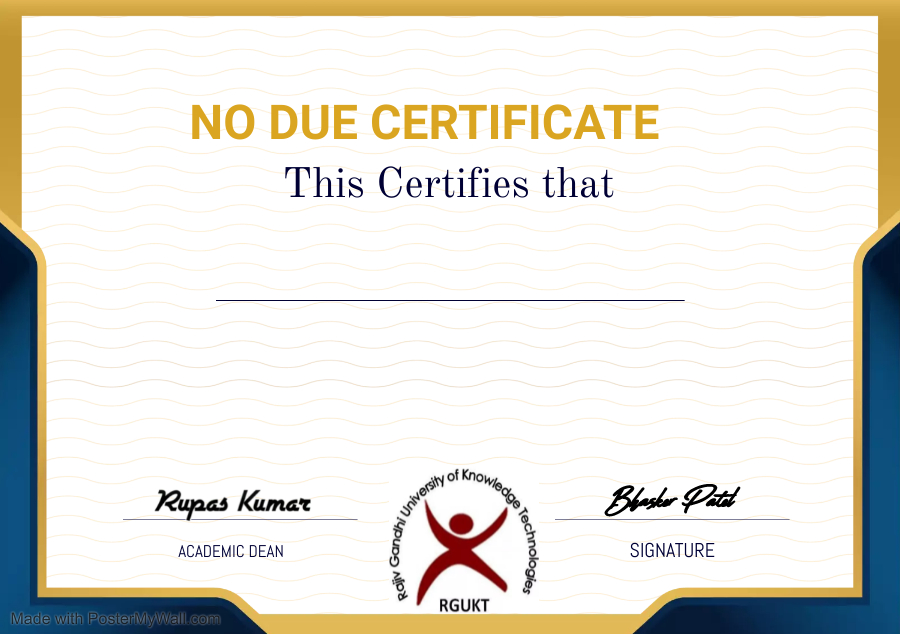 NO DUE CERTIFICATE
This Certifies that
Rupas Kumar
Bhasker Patel
ACADEMIC DEAN
SIGNATURE
Rajiv Gandhi University of Knowledge Technologies
RGUKT
Made with PosterMyWall.com